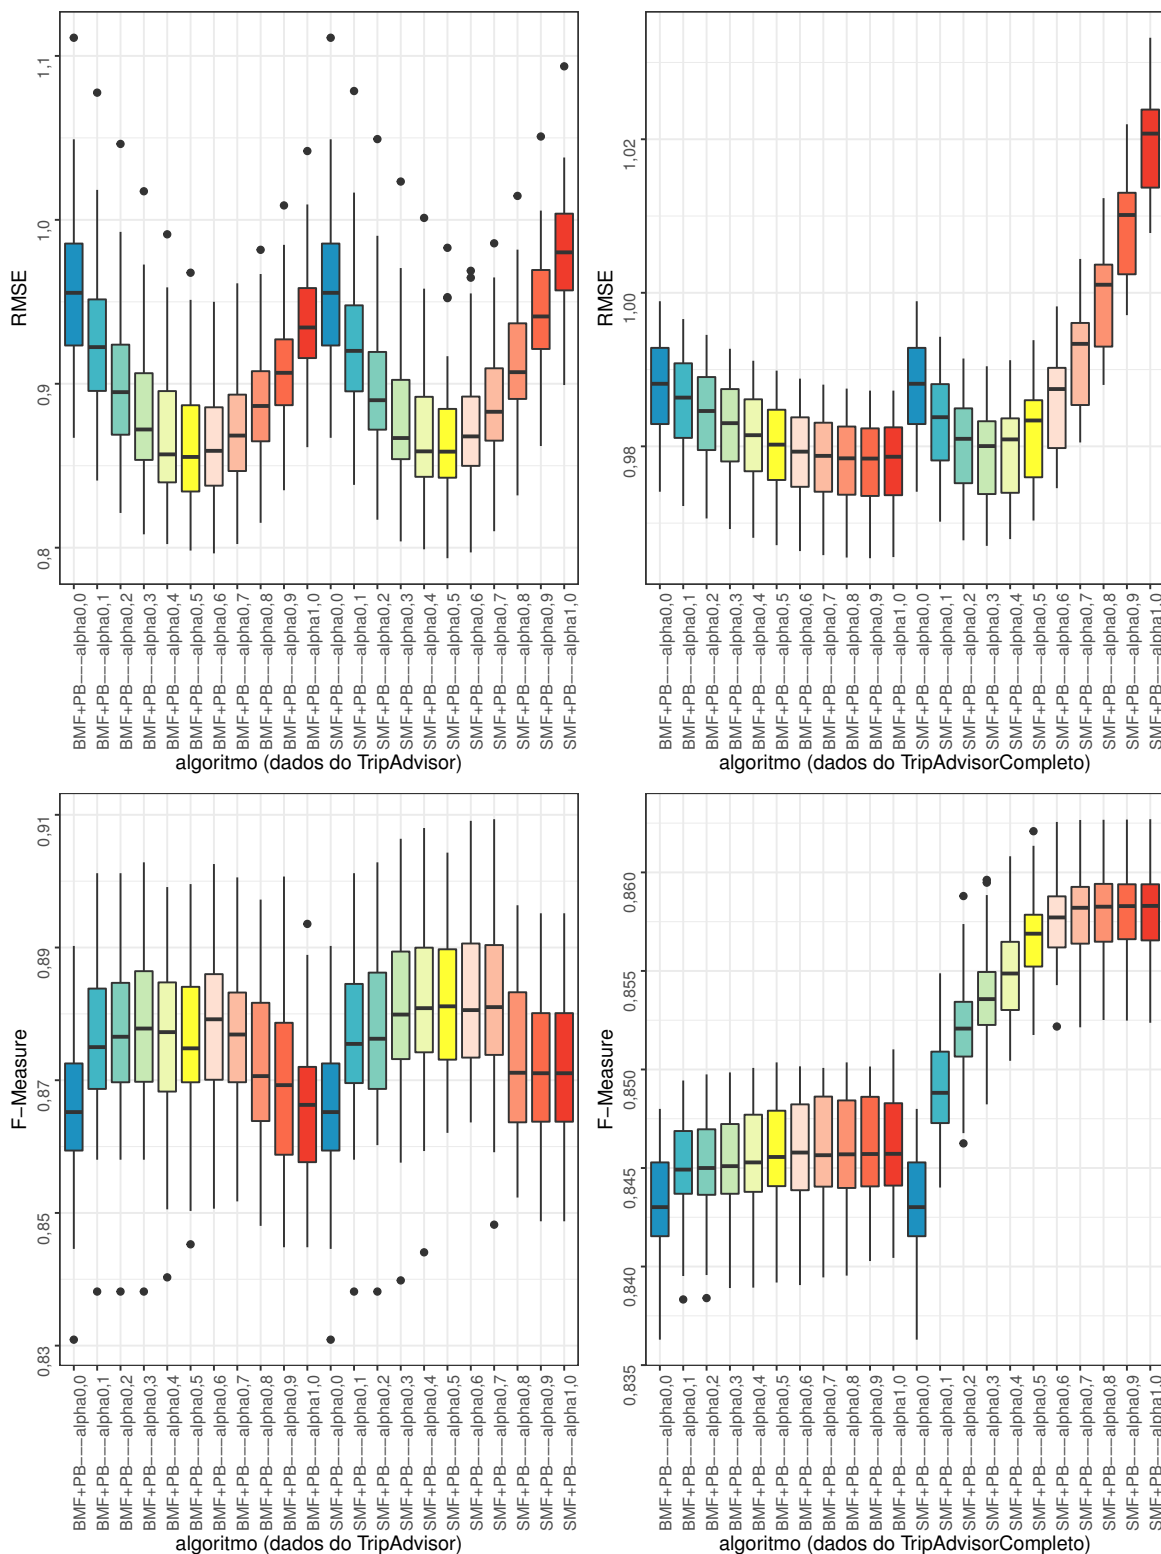 RMSE
1,1
1,0
0,9
0,8
BMF+PB−−−alpha0,0
BMF+PB−−−alpha0,1
BMF+PB−−−alpha0,2
BMF+PB−−−alpha0,3
BMF+PB−−−alpha0,4
BMF+PB−−−alpha0,5
BMF+PB−−−alpha0,6
BMF+PB−−−alpha0,7
BMF+PB−−−alpha0,8
BMF+PB−−−alpha0,9
BMF+PB−−−alpha1,0
SMF+PB−−−alpha0,0
SMF+PB−−−alpha0,1
SMF+PB−−−alpha0,2
SMF+PB−−−alpha0,3
SMF+PB−−−alpha0,4
SMF+PB−−−alpha0,5
SMF+PB−−−alpha0,6
SMF+PB−−−alpha0,7
SMF+PB−−−alpha0,8
SMF+PB−−−alpha0,9
SMF+PB−−−alpha1,0
algoritmo (dados do TripAdvisor)
RMSE
1,02
1,00
0,98
BMF+PB−−−alpha0,0
BMF+PB−−−alpha0,1
BMF+PB−−−alpha0,2
BMF+PB−−−alpha0,3
BMF+PB−−−alpha0,4
BMF+PB−−−alpha0,5
BMF+PB−−−alpha0,6
BMF+PB−−−alpha0,7
BMF+PB−−−alpha0,8
BMF+PB−−−alpha0,9
BMF+PB−−−alpha1,0
SMF+PB−−−alpha0,0
SMF+PB−−−alpha0,1
SMF+PB−−−alpha0,2
SMF+PB−−−alpha0,3
SMF+PB−−−alpha0,4
SMF+PB−−−alpha0,5
SMF+PB−−−alpha0,6
SMF+PB−−−alpha0,7
SMF+PB−−−alpha0,8
SMF+PB−−−alpha0,9
SMF+PB−−−alpha1,0
algoritmo (dados do TripAdvisorCompleto)
F−Measure
0,91
0,89
0,87
0,85
0,83
BMF+PB−−−alpha0,0
BMF+PB−−−alpha0,1
BMF+PB−−−alpha0,2
BMF+PB−−−alpha0,3
BMF+PB−−−alpha0,4
BMF+PB−−−alpha0,5
BMF+PB−−−alpha0,6
BMF+PB−−−alpha0,7
BMF+PB−−−alpha0,8
BMF+PB−−−alpha0,9
BMF+PB−−−alpha1,0
SMF+PB−−−alpha0,0
SMF+PB−−−alpha0,1
SMF+PB−−−alpha0,2
SMF+PB−−−alpha0,3
SMF+PB−−−alpha0,4
SMF+PB−−−alpha0,5
SMF+PB−−−alpha0,6
SMF+PB−−−alpha0,7
SMF+PB−−−alpha0,8
SMF+PB−−−alpha0,9
SMF+PB−−−alpha1,0
algoritmo (dados do TripAdvisor)
F−Measure
0,860
0,855
0,850
0,845
0,840
0,835
BMF+PB−−−alpha0,0
BMF+PB−−−alpha0,1
BMF+PB−−−alpha0,2
BMF+PB−−−alpha0,3
BMF+PB−−−alpha0,4
BMF+PB−−−alpha0,5
BMF+PB−−−alpha0,6
BMF+PB−−−alpha0,7
BMF+PB−−−alpha0,8
BMF+PB−−−alpha0,9
BMF+PB−−−alpha1,0
SMF+PB−−−alpha0,0
SMF+PB−−−alpha0,1
SMF+PB−−−alpha0,2
SMF+PB−−−alpha0,3
SMF+PB−−−alpha0,4
SMF+PB−−−alpha0,5
SMF+PB−−−alpha0,6
SMF+PB−−−alpha0,7
SMF+PB−−−alpha0,8
SMF+PB−−−alpha0,9
SMF+PB−−−alpha1,0
algoritmo (dados do TripAdvisorCompleto)